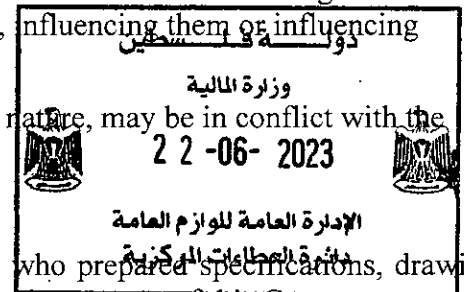 , influencing them or influencing
دولة فلسطين
وزارة المالية
nature, may be in conflict with the
22-06-2023
الإدارة العامة للوازم العامة
دائرة العطاءات المركزية
who prepared specifications, drawi